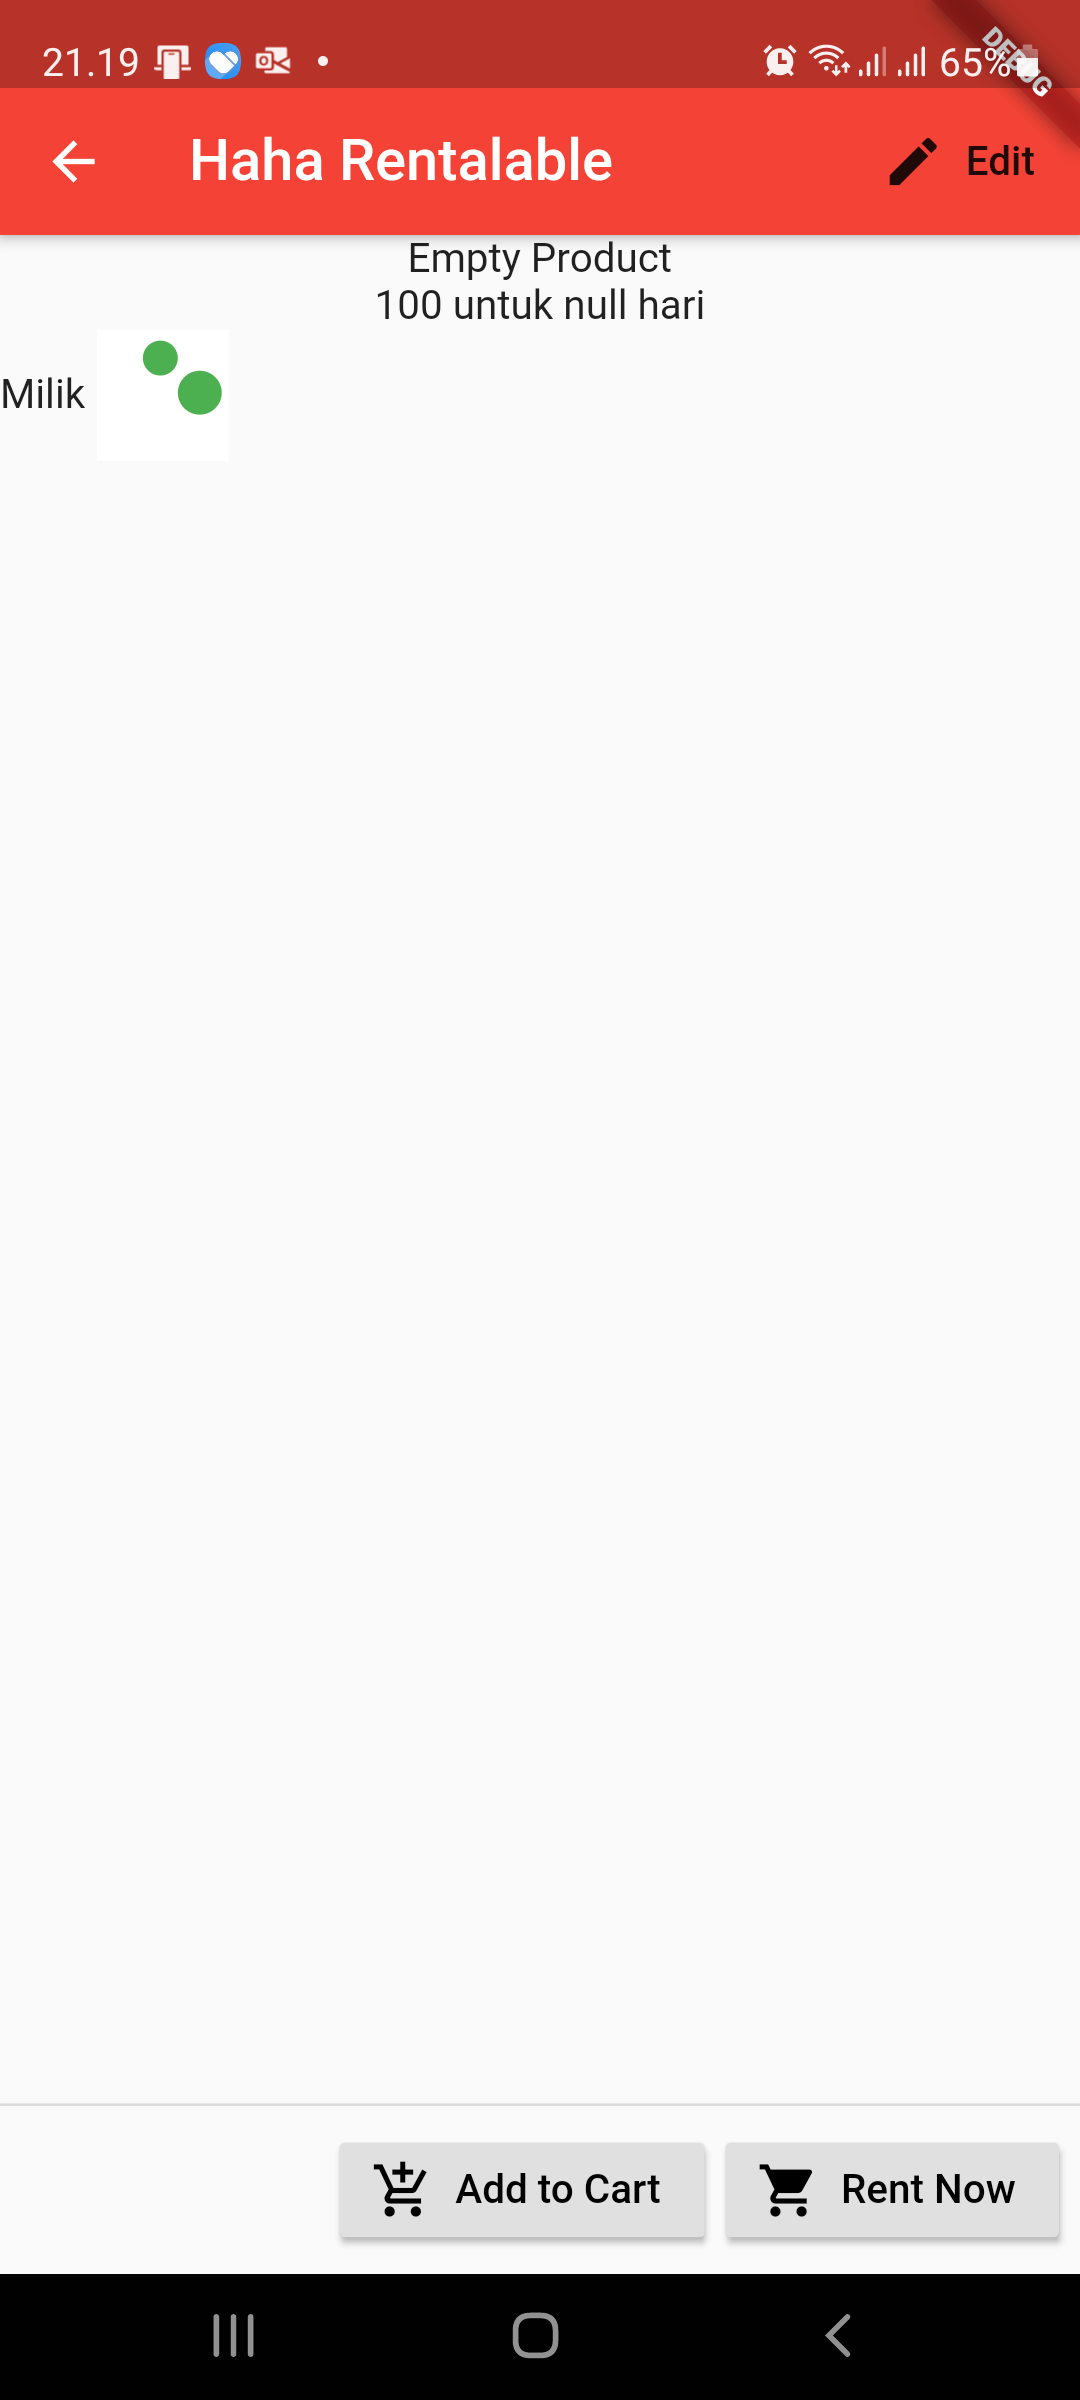 21.19
65%
DEBUG
Haha Rentalable
Edit
Empty Product
100 untuk null hari
Milik
Add to Cart
Rent Now